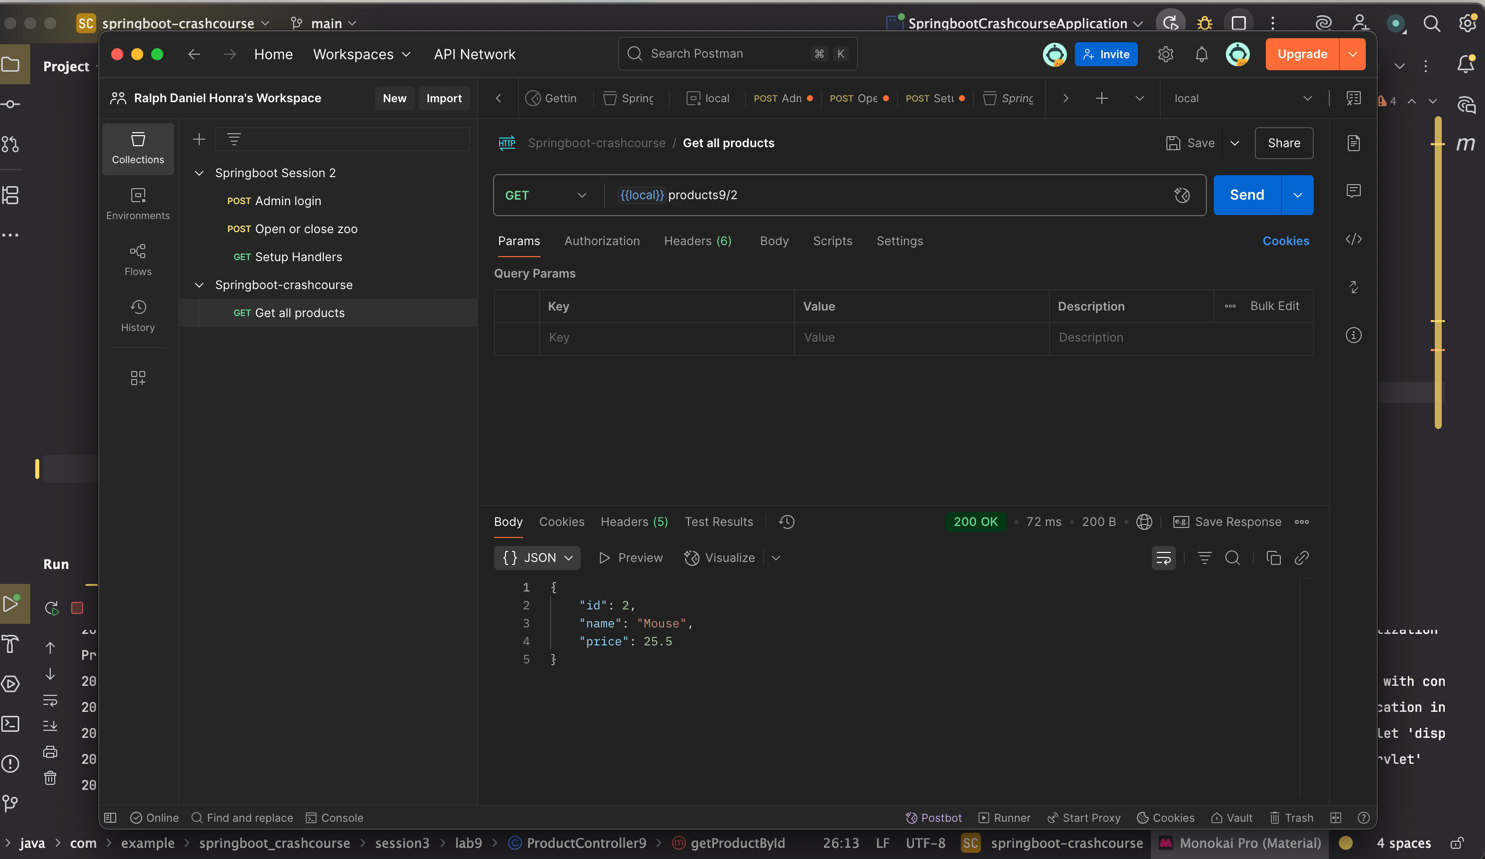 SC springboot-crashcourse main SpringbootCrashcourseApplication
Project
Home Workspaces API Network Search Postman ⌘ K Invite Upgrade
Ralph Daniel Honra's Workspace New Import
Gettin Spring local POST Adn POST Ope POST Setu Spring local
4
Collections
Environments
Flows
History
Springboot Session 2
POST Admin login
POST Open or close zoo
GET Setup Handlers
Springboot-crashcourse
GET Get all products
HTTP Springboot-crashcourse / Get all products Save Share
GET {{local}} products9/2 Send
Params Authorization Headers (6) Body Scripts Settings Cookies
Query Params
Key Value Description ••• Bulk Edit
Key Value Description
Body Cookies Headers (5) Test Results 200 OK • 72 ms • 200 B e.g. Save Response •••
{} JSON Preview Visualize
1 {
2 "id": 2,
3 "name": "Mouse",
4 "price": 25.5
5 }
Run
20
Pr
20
20
20
20
20
with con
cation in
let 'disp
rvlet'
Online Find and replace Console Postbot Runner Start Proxy Cookies Vault Trash
java > com > example > springboot_crashcourse > session3 > lab9 > ProductController9 > getProductById 26:13 LF UTF-8 SC springboot-crashcourse Monokai Pro (Material) 4 spaces